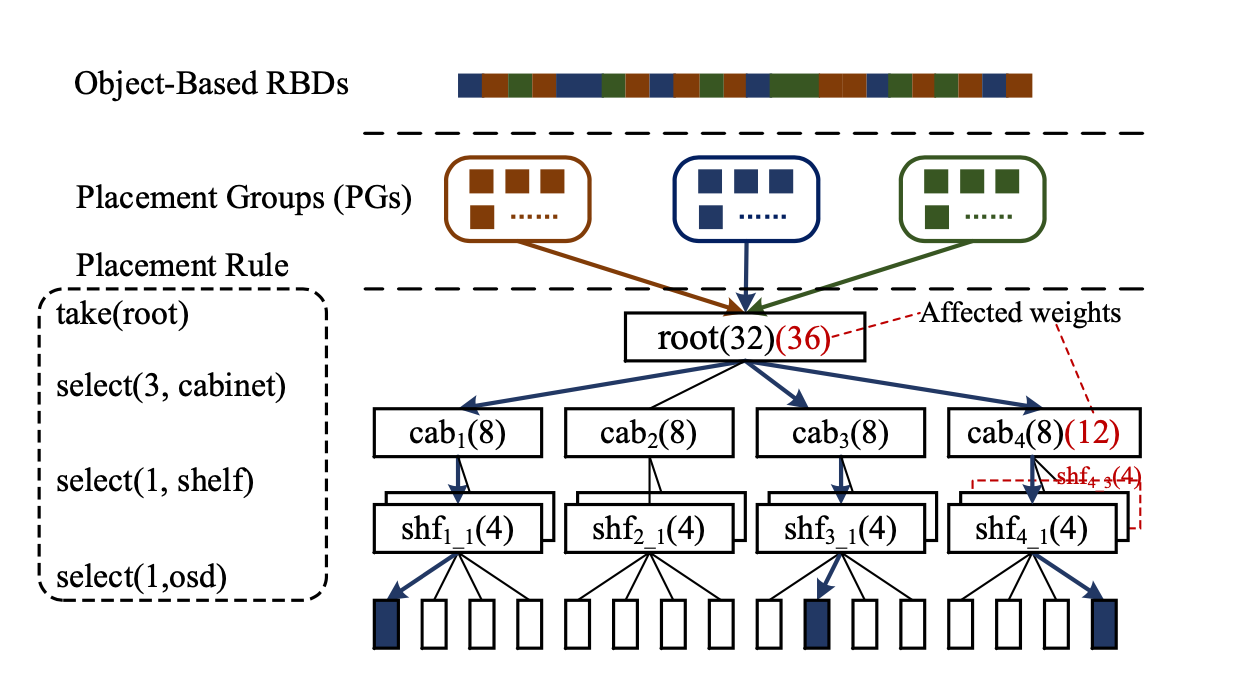 Object-Based RBDs
Placement Groups (PGs)
......
......
......
Placement Rule
take(root)
select(3, cabinet)
select(1, shelf)
select(1,osd)
Affected weights
root(32)(36)
cab1(8)
cab2(8)
cab3(8)
cab4(8)(12)
shf4_3(4)
shf1_1(4)
shf2_1(4)
shf3_1(4)
shf4_1(4)